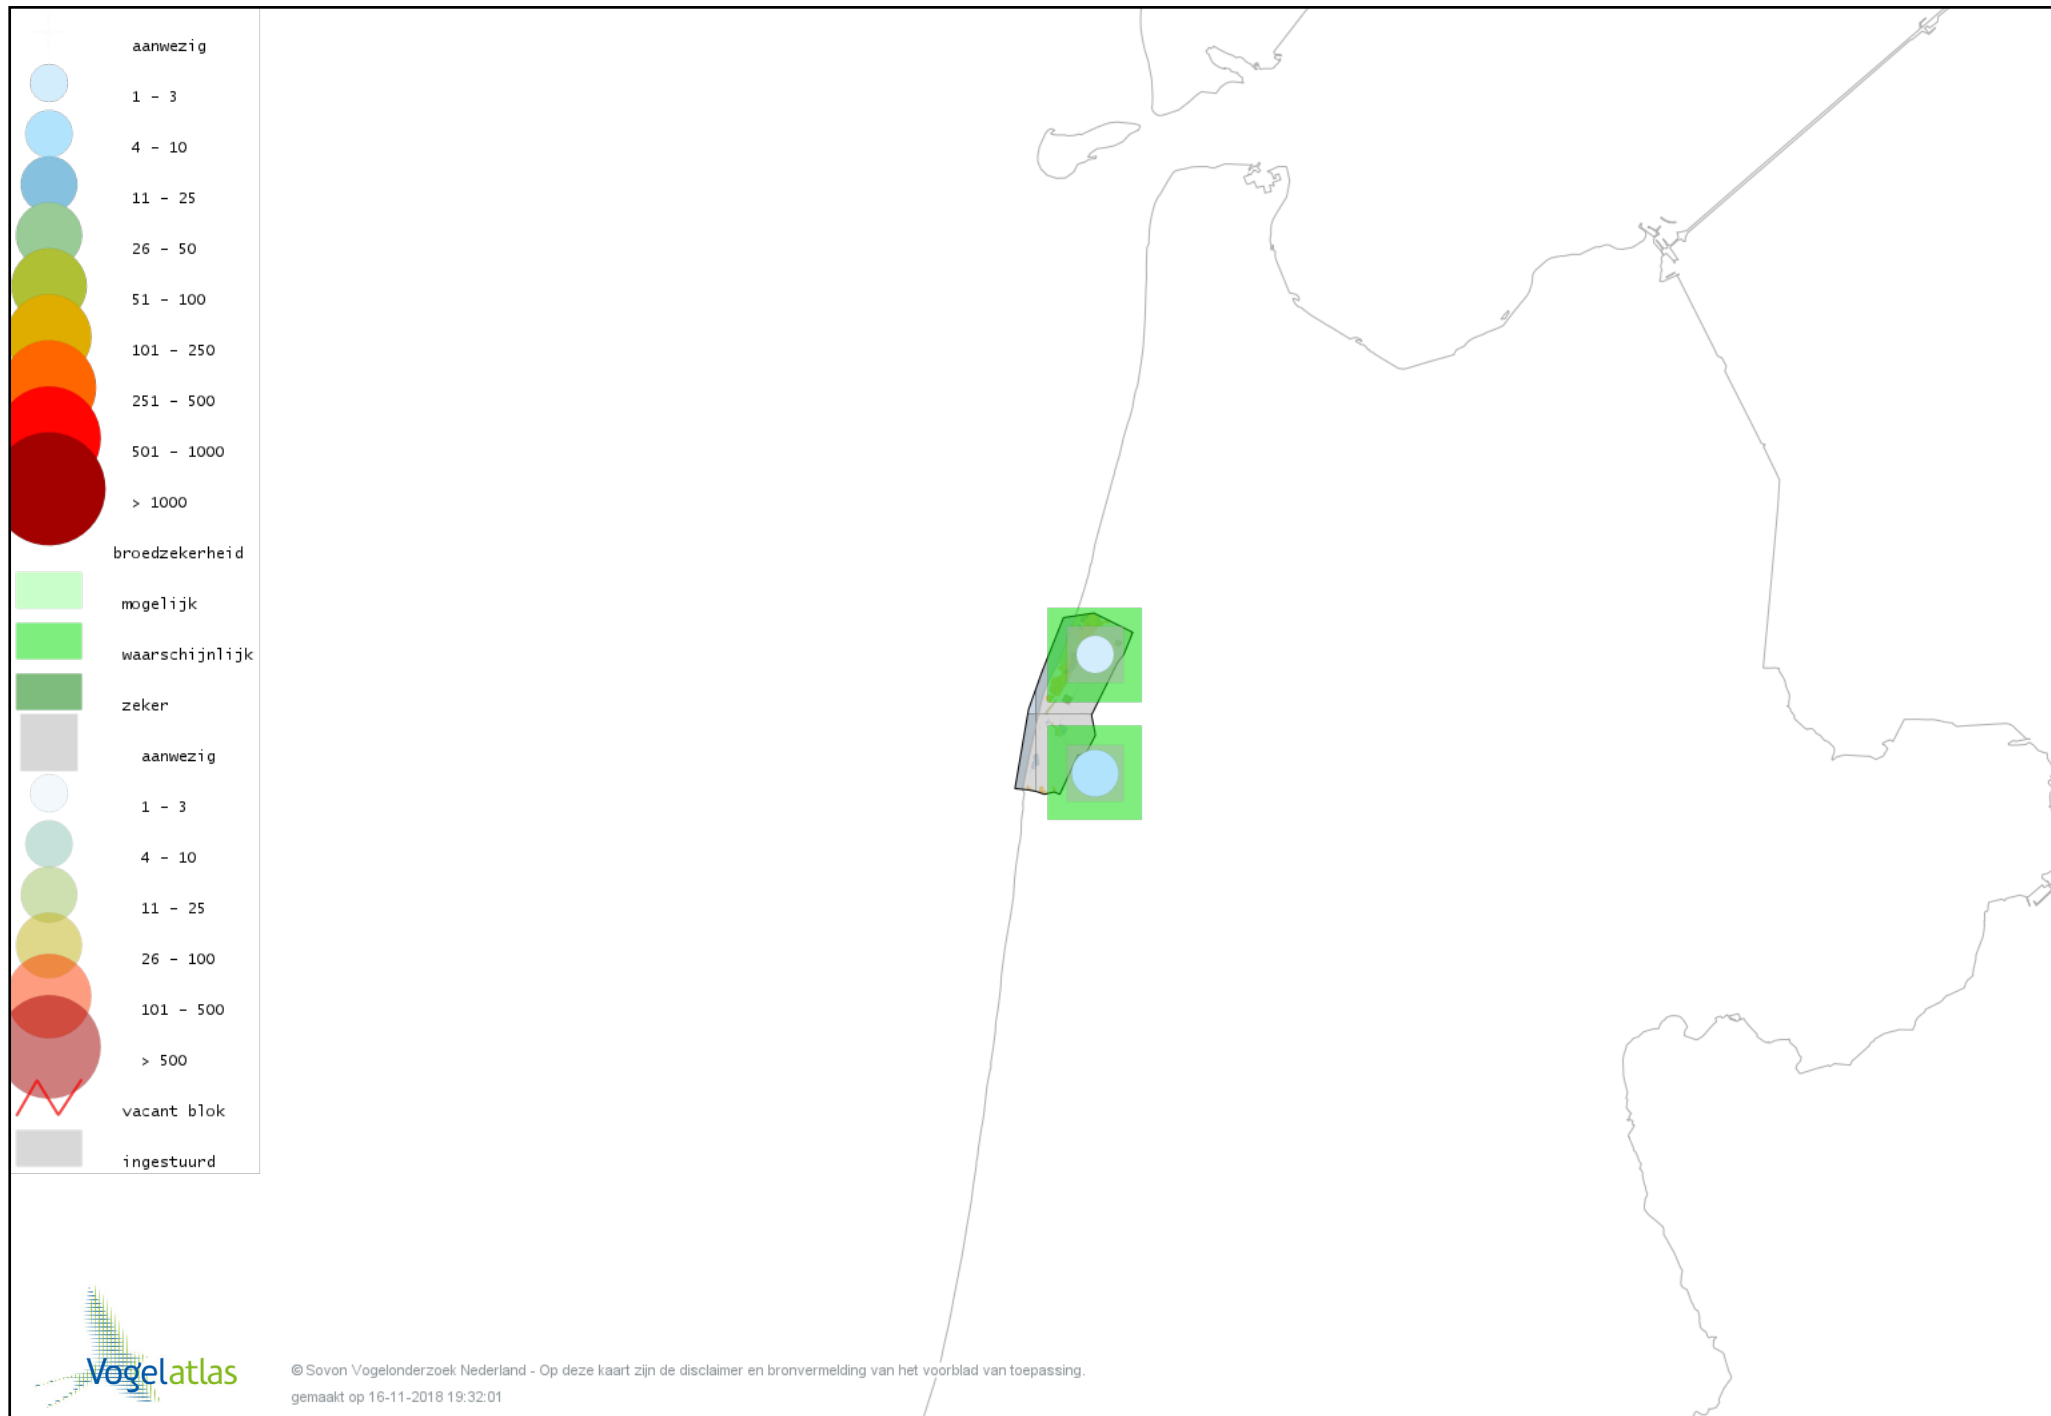 aanwezig
1 - 3
4 - 10
11 - 25
26 - 50
51 - 100
101 - 250
251 - 500
501 - 1000
> 1000
broedzekerheid
mogelijk
waarschijnlijk
zeker
aanwezig
1 - 3
4 - 10
11 - 25
26 - 100
101 - 500
> 500
vacant blok
ingestuurd
Vogelatlas
© Sovon Vogelonderzoek Nederland - Op deze kaart zijn de disclaimer en bronvermelding van het voorblad van toepassing.
gemaakt op 16-11-2018 19:32:01